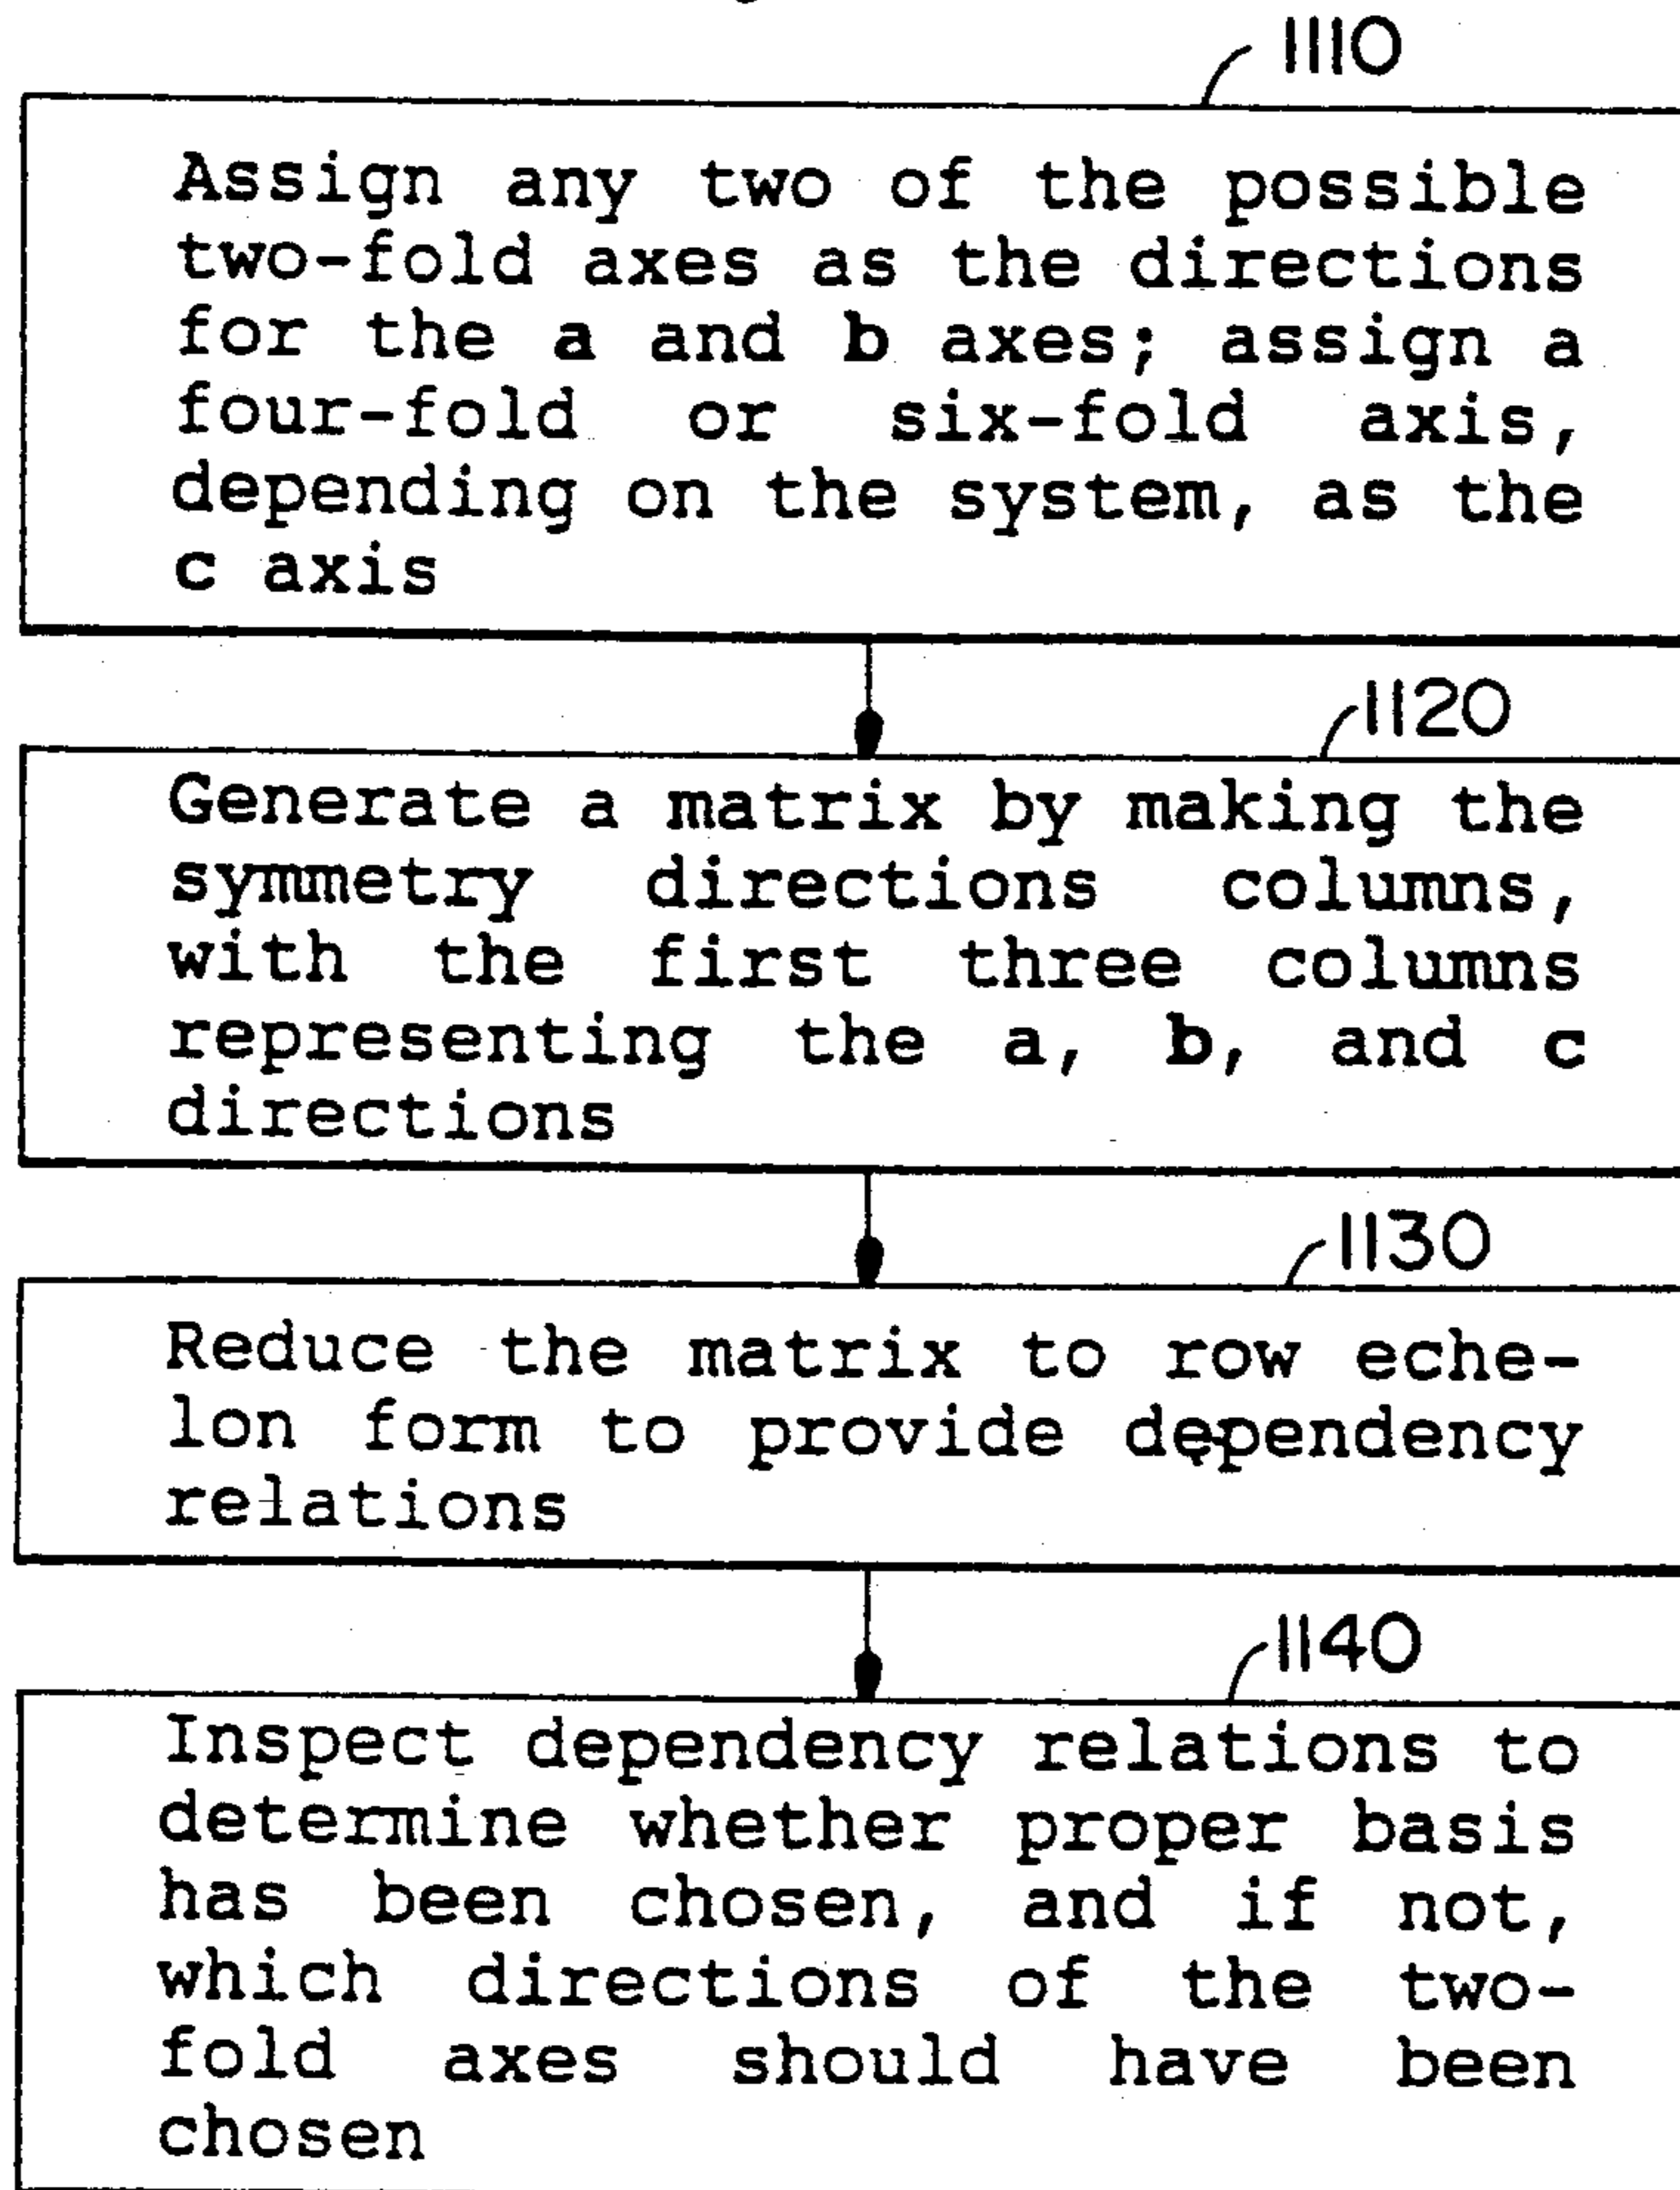 1110
Assign any two of the possible
two-fold axes as the directions
for the a and b axes; assign a
four-fold or six-fold axis,
depending on the system, as the
c axis
1120
Generate a matrix by making the
symmetry directions columns,
with the first three columns
representing the a, b, and c
directions
1130
Reduce the matrix to row eche-
lon form to provide dependency
relations
1140
Inspect dependency relations to
determine whether proper basis
has been chosen, and if not,
which directions of the two-
fold axes should have been
chosen